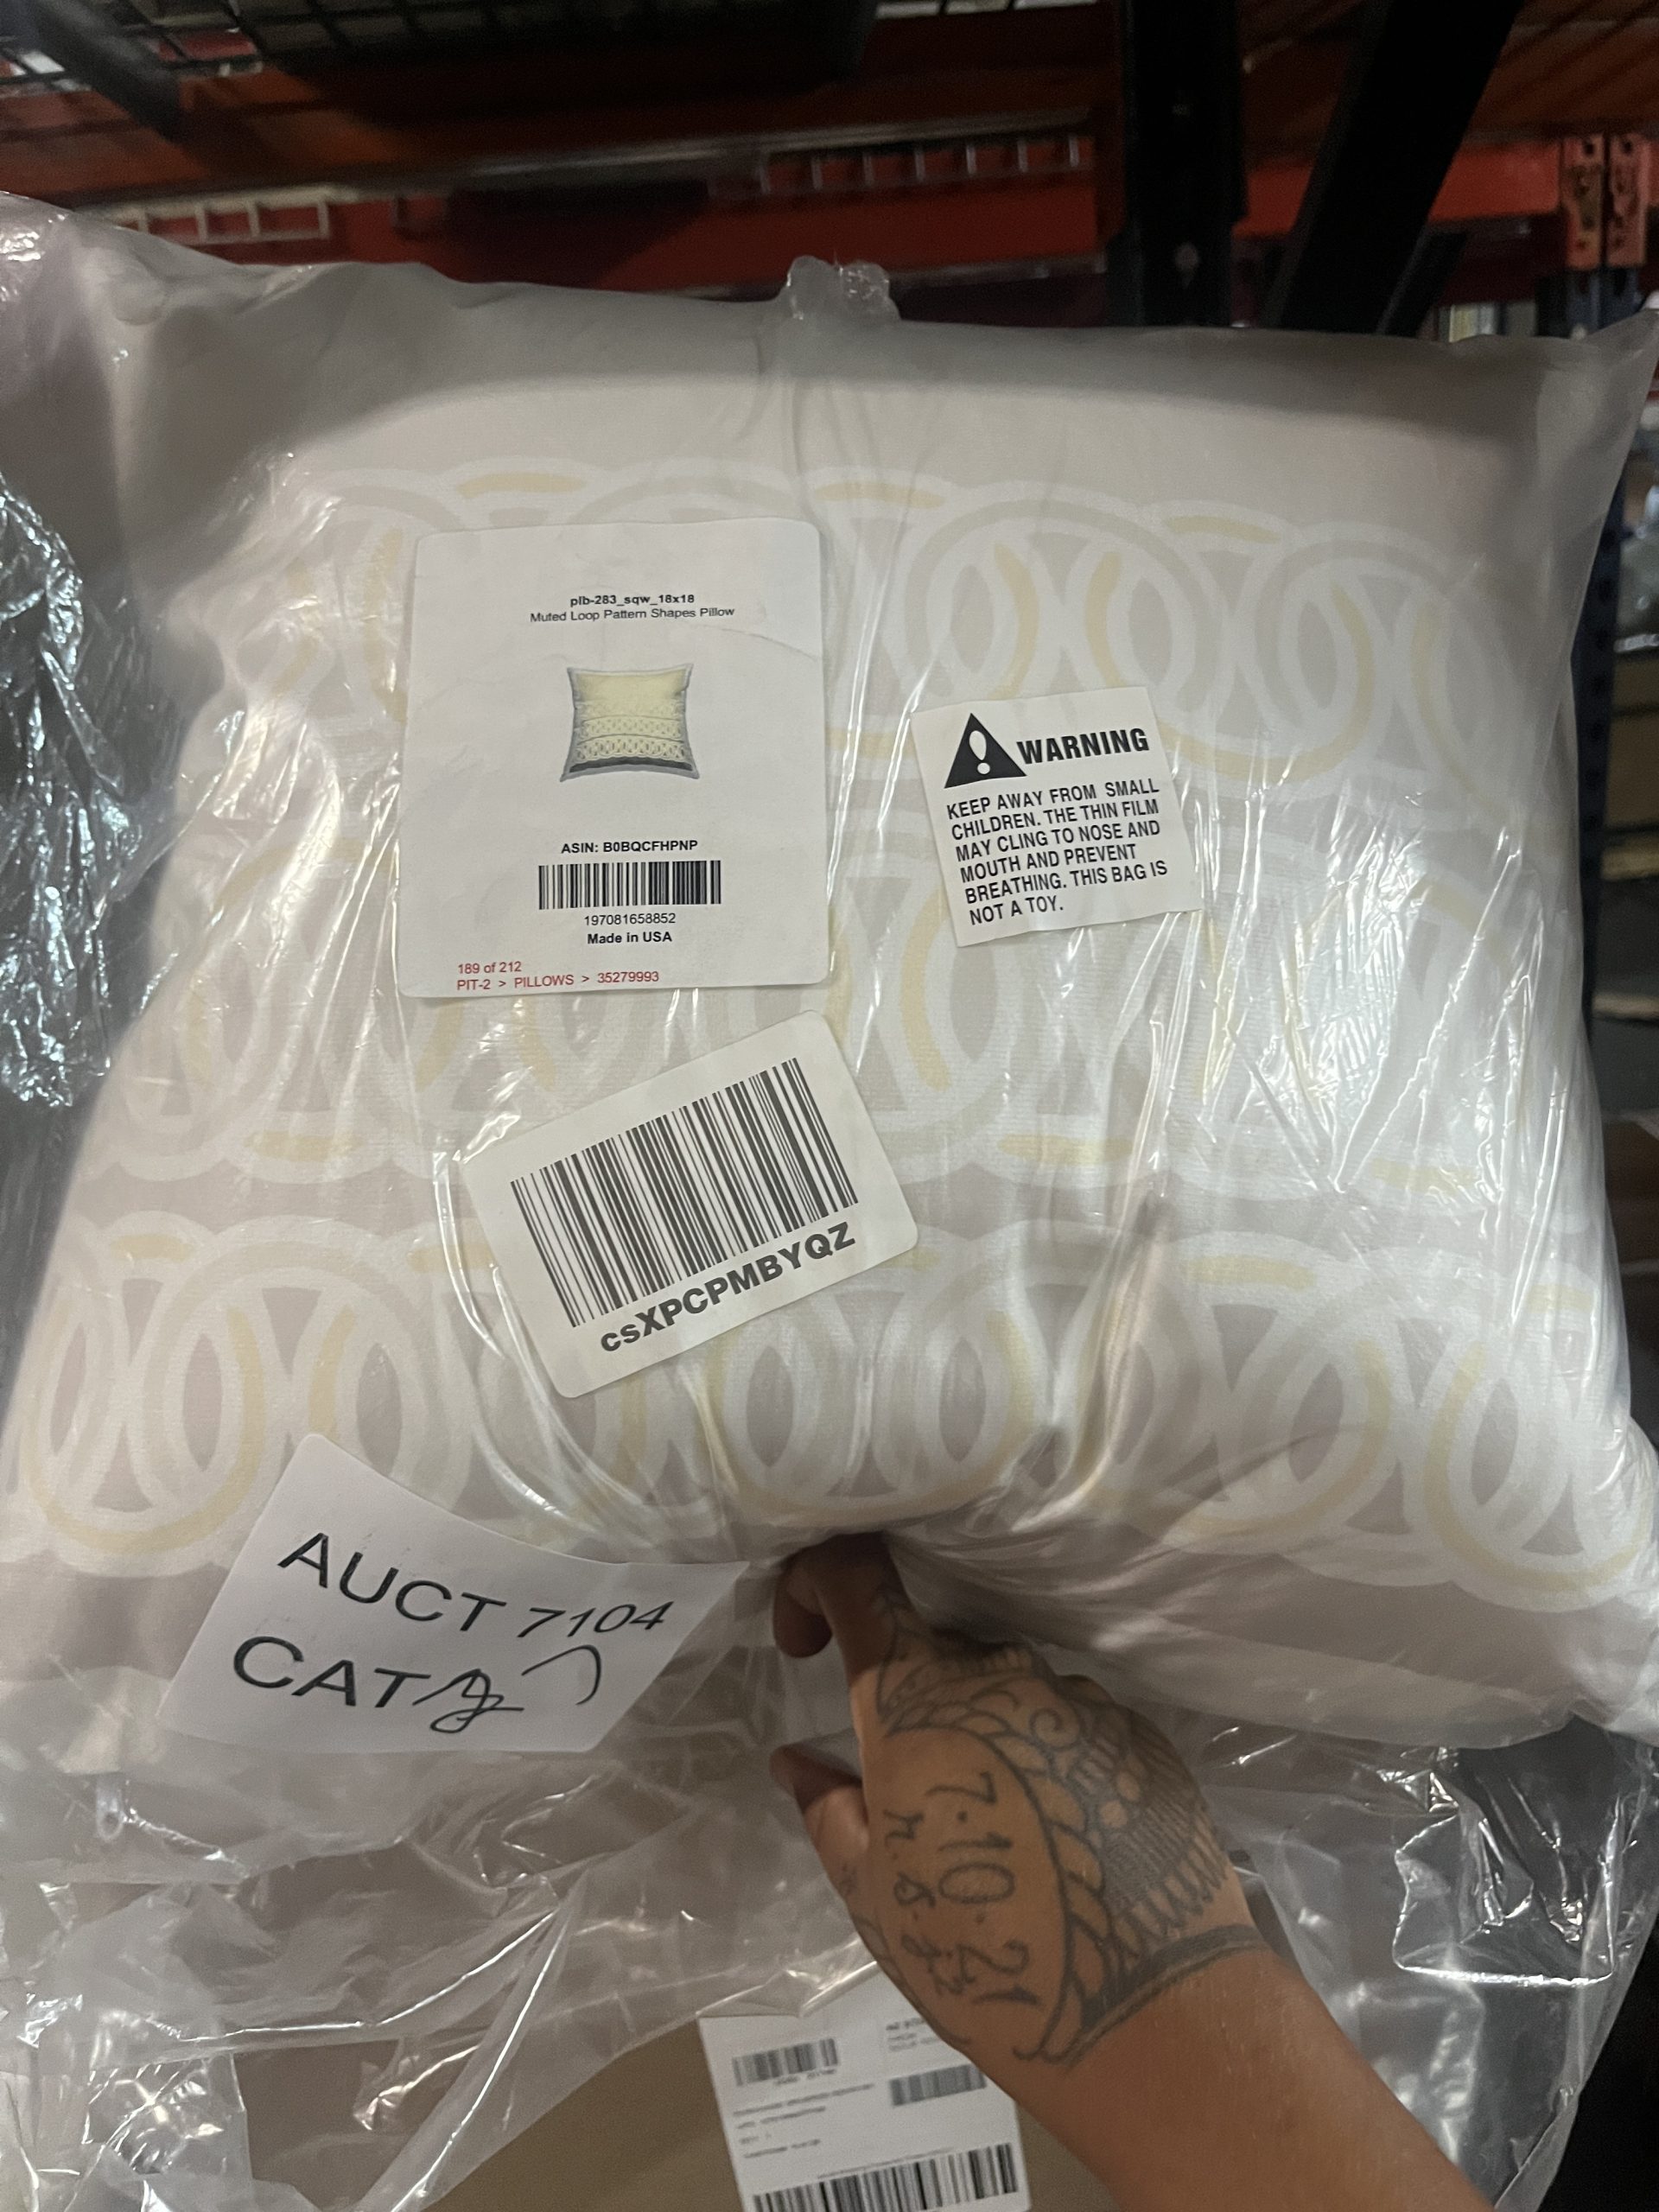 plb-283_sqw_18x18
Muted Loop Pattern Shapes Pillow
ASIN: B0BQCFHPNP
197081658852
Made in USA
189 of 212
PIT-2 > PILLOWS > 35279993
WARNING
KEEP AWAY FROM SMALL
CHILDREN. THE THIN FILM
MAY CLING TO NOSE AND
MOUTH AND PREVENT
BREATHING. THIS BAG IS
NOT A TOY.
csXPCPMBYQZ
AUCT 7104
CAT
7.10.21